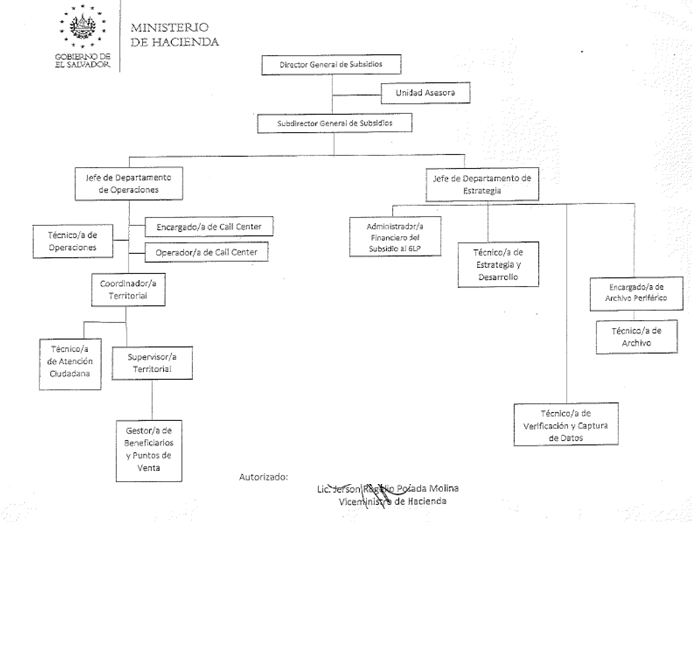 MINISTERIO
DE HACIENDA
GOBIERNO DE
EL SALVADOR
Director General de Subsidios
Unidad Asesora
Subdirector General de Subsidios
Jefe de Departamento
de Operaciones
Jefe de Departamento de
Estrategia
Técnico/a de
Operaciones
Encargado/a de Call Center
Operador/a de Call Center
Administrador/a
Financiero del
Subsidio al GLP
Técnico/a de
Estrategia y
Desarrollo
Coordinador/a
Territorial
Encargado/a de
Archivo Periférico
Técnico/a de
Archivo
Técnico/a
de Atención
Ciudadana
Supervisor/a
Territorial
Técnico/a de
Verificación y Captura
de Datos
Gestor/a de
Beneficiarios
y Puntos de
Venta
Autorizado:
Lic. Jerson Rogelio Posada Molina
Viceministro de Hacienda